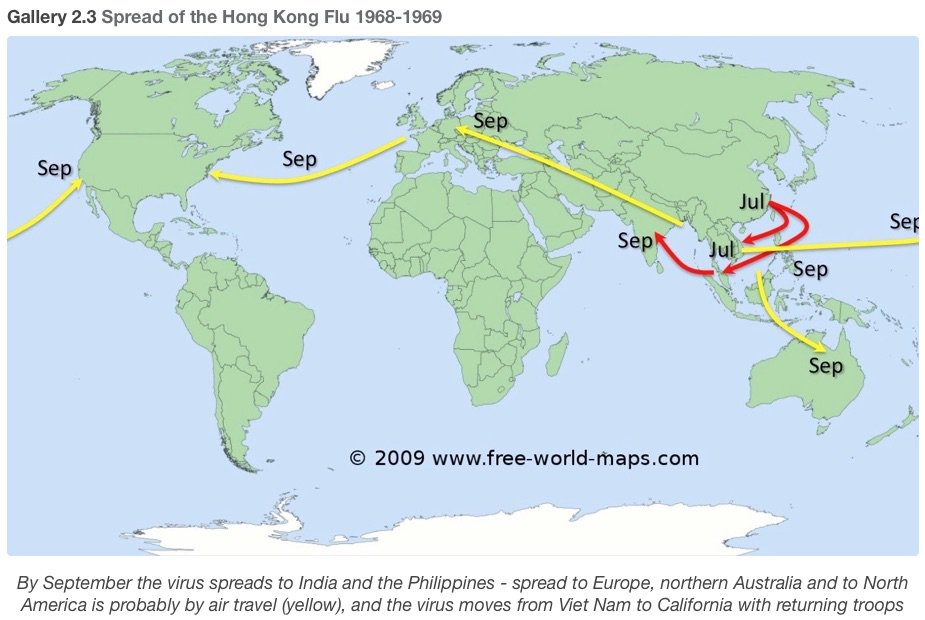 Gallery 2.3 Spread of the Hong Kong Flu 1968-1969
Sep
Sep
Sep
Jul
Sep
Sep
Jul
Sep
Sep
© 2009 www.free-world-maps.com
By September the virus spreads to India and the Philippines - spread to Europe, northern Australia and to North
America is probably by air travel (yellow), and the virus moves from Viet Nam to California with returning troops